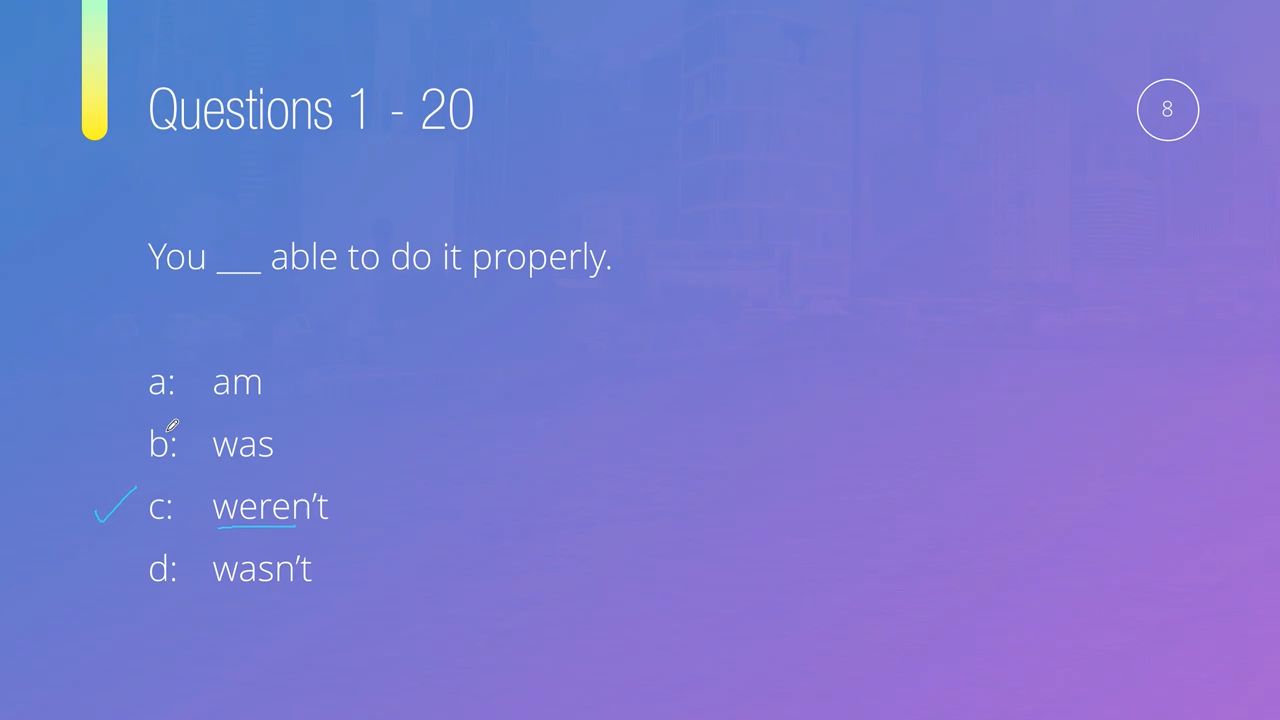 Questions 1 - 20
8
You ___ able to do it properly.
a: am
b: was
c: weren’t
d: wasn’t